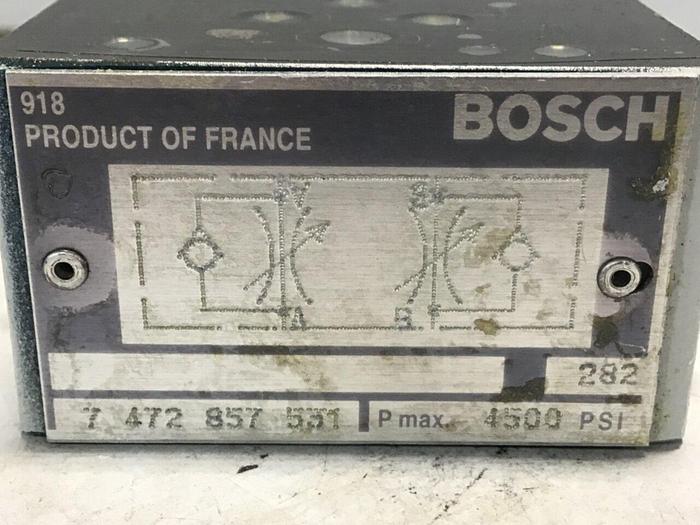 918
BOSCH
PRODUCT OF FRANCE
A B
282
7 472 857 531 P max. 4500 PSI